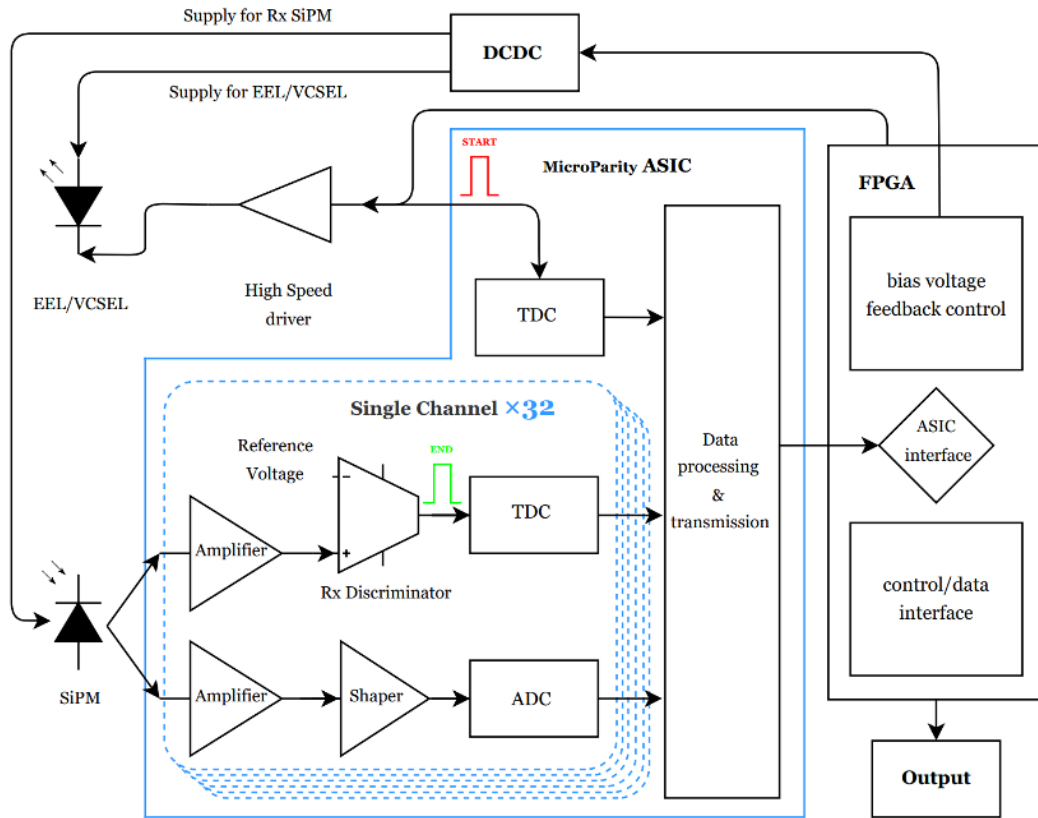 Supply for Rx SiPM
DCDC
Supply for EEL/VCSEL
START
MicroParity ASIC
FPGA
bias voltage
feedback control
EEL/VCSEL
High Speed
driver
TDC
Single Channel ×32
Reference
Voltage
END
TDC
Data
processing
&
transmission
ASIC
interface
Amplifier
Rx Discriminator
control/data
interface
SiPM
Amplifier
Shaper
ADC
Output